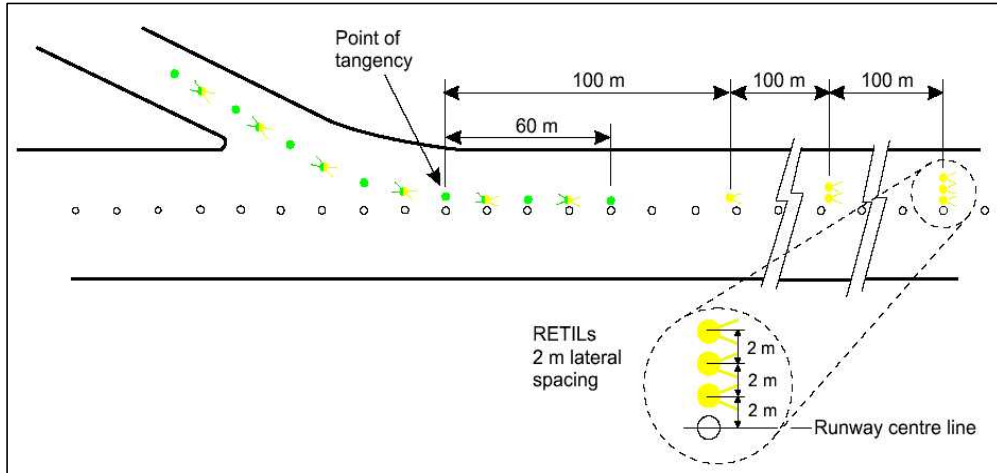 Point of
tangency
100 m
100 m
100 m
60 m
RETILs
2 m lateral
spacing
2 m
2 m
2 m
Runway centre line